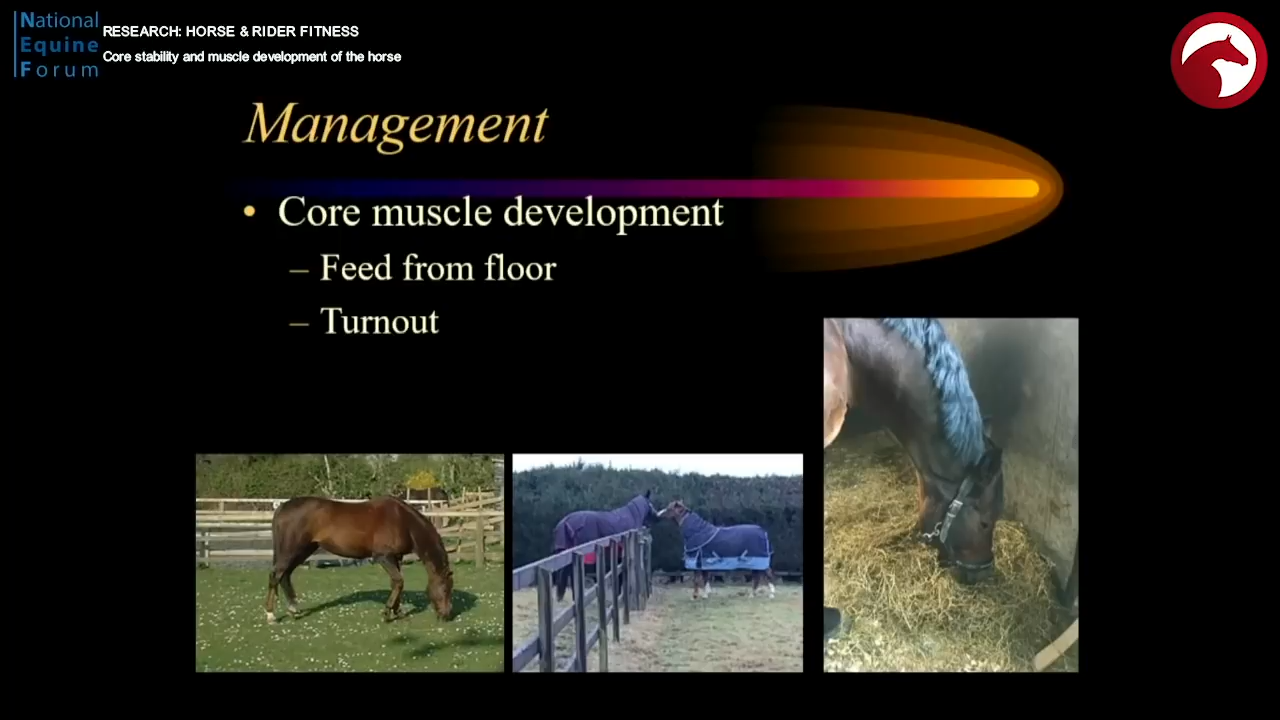 National
Equine
Forum
RESEARCH: HORSE & RIDER FITNESS
Core stability and muscle development of the horse
Management
• Core muscle development
– Feed from floor
– Turnout